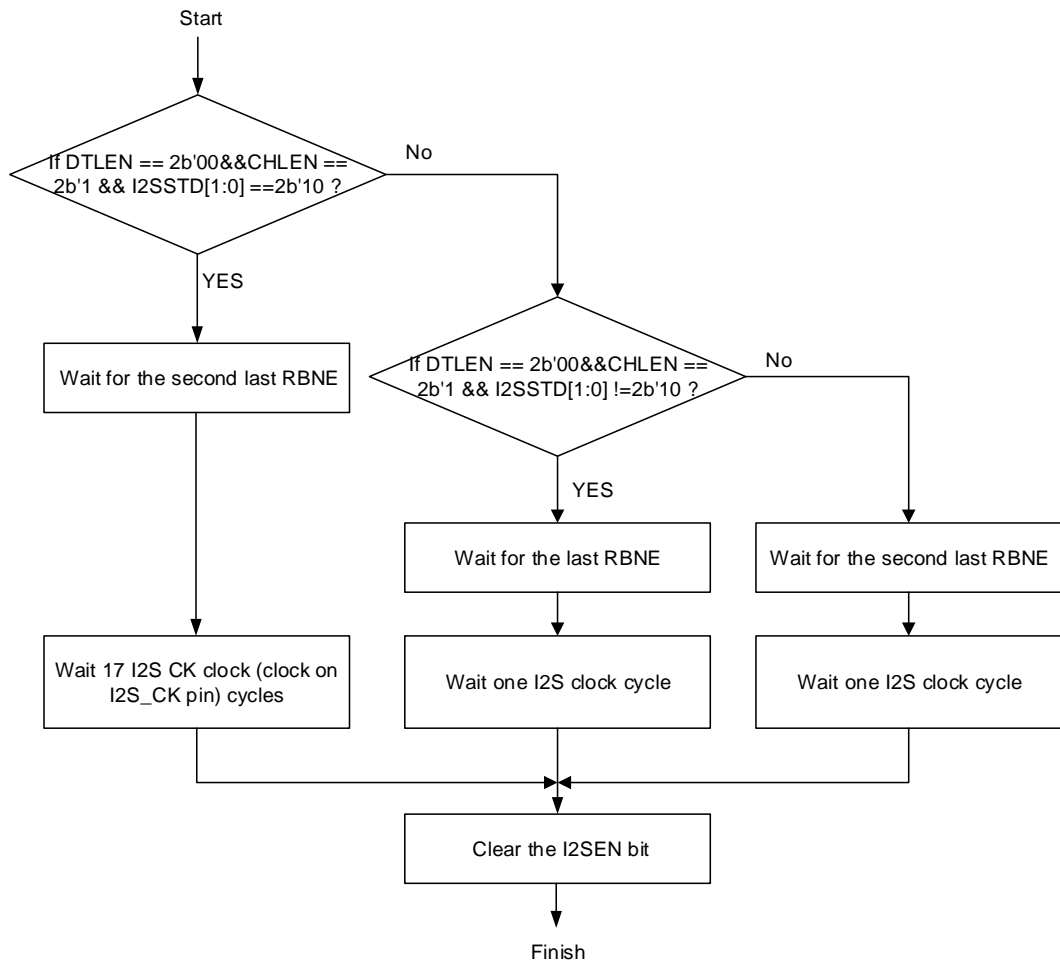 Start
If DTLEN == 2b'00&&CHLEN ==
2b'1 && I2SSTD[1:0] ==2b'10 ?
No
YES
Wait for the second last RBNE
If DTLEN == 2b'00&&CHLEN ==
2b'1 && I2SSTD[1:0] !=2b'10 ?
No
YES
Wait for the last RBNE
Wait for the second last RBNE
Wait 17 I2S CK clock (clock on
I2S_CK pin) cycles
Wait one I2S clock cycle
Wait one I2S clock cycle
Clear the I2SEN bit
Finish